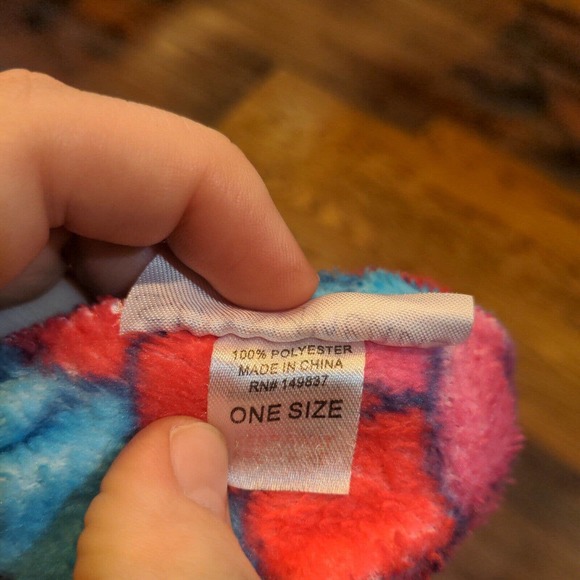 100% POLYESTER
MADE IN CHINA
RN# 149837
ONE SIZE